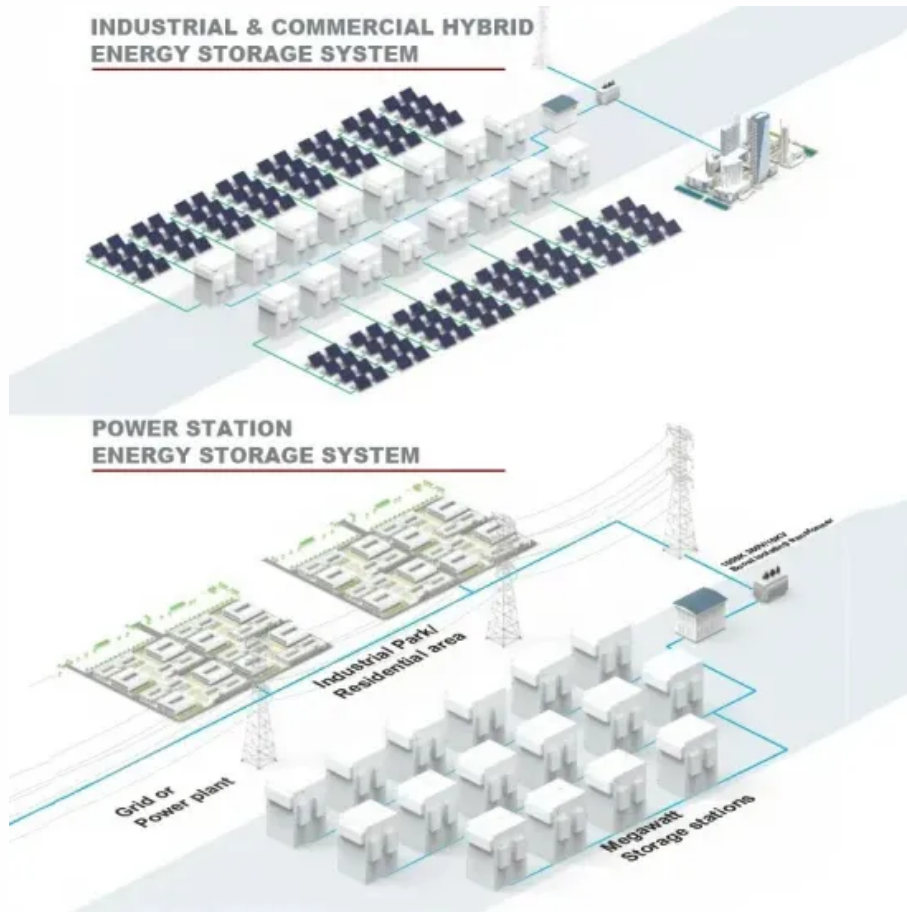 INDUSTRIAL & COMMERCIAL HYBRID
ENERGY STORAGE SYSTEM
POWER STATION
ENERGY STORAGE SYSTEM
Industrial Park/
Residential area
Grid or
Power plant
Megawatt
Storage stations